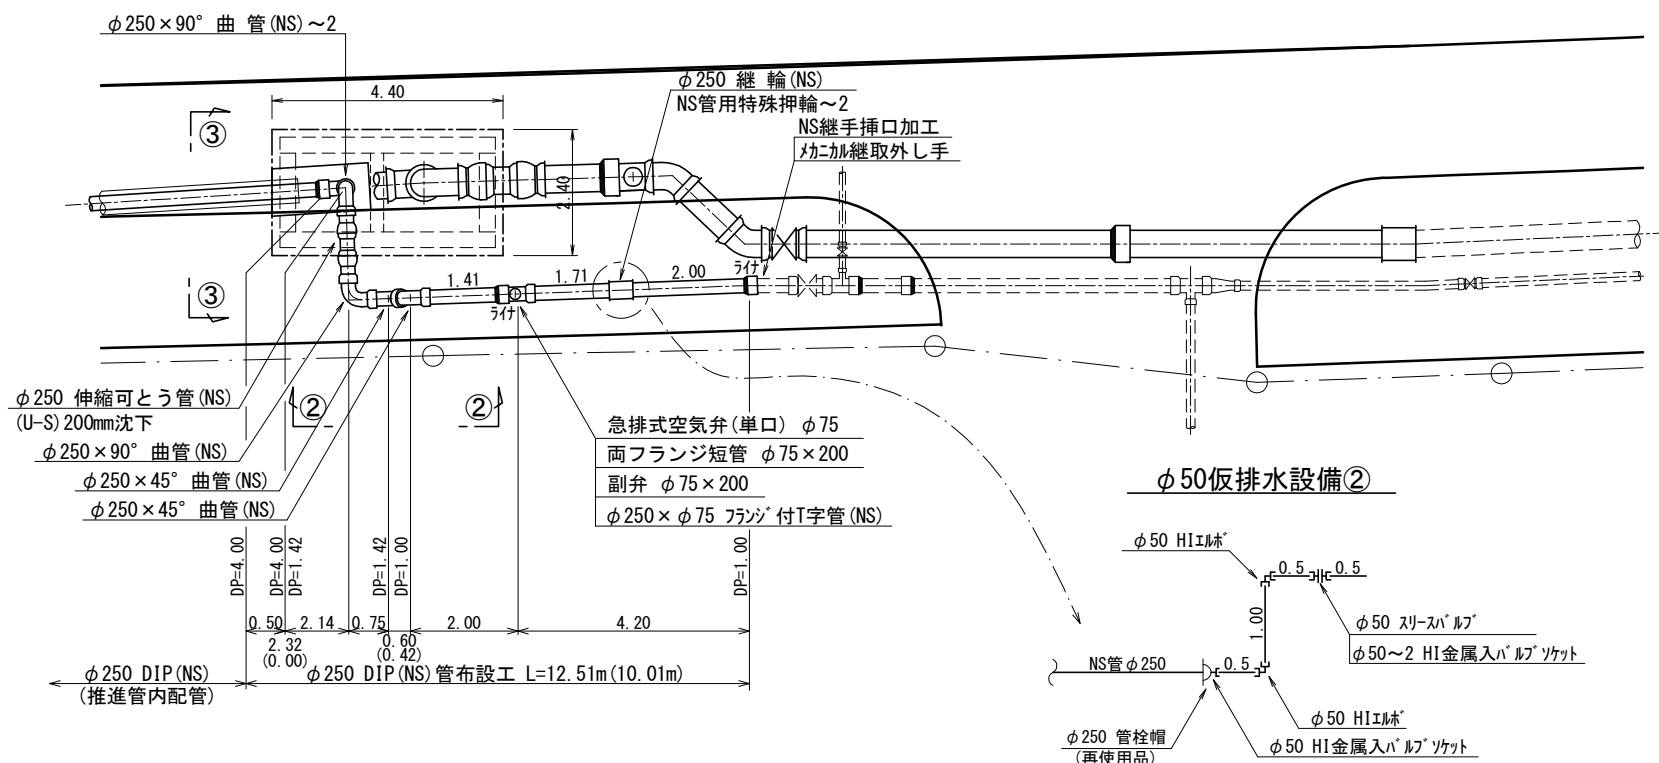 φ250×90° 曲 管(NS)～2
4.40
φ250 継 輪(NS)
NS管用特殊押輪～2
NS継手挿口加工
ﾒｶﾆｶﾙ継取外し手
③
2.40
③
1.41
1.71
2.00
ﾗｲﾅ
ﾗｲﾅ
φ250 伸縮可とう管(NS)
(U-S)200mm沈下
φ250×90° 曲管(NS)
φ250×45° 曲管(NS)
φ250×45° 曲管(NS)
②
②
急排式空気弁(単口) φ75
両フランジ短管 φ75×200
副弁 φ75×200
φ250×φ75 ﾌﾗﾝｼﾞ付T字管(NS)
DP=4.00
DP=4.00
DP=1.42
DP=1.42
DP=1.00
DP=1.00
0.50
2.14
0.75
2.00
4.20
2.32
(0.00)
0.60
(0.42)
φ250 DIP(NS)
(推進管内配管)
φ250 DIP(NS)管布設工 L=12.51m(10.01m)
φ50仮排水設備②
φ50 HIｴﾙﾎﾞ
0.5
0.5
1.00
φ50 ｽﾘｰｽﾊﾞﾙﾌﾞ
φ50～2 HI金属入ﾊﾞﾙﾌﾞｿｹｯﾄ
NS管φ250
0.5
φ50 HIｴﾙﾎﾞ
φ250 管栓帽
(再使用品)
φ50 HI金属入ﾊﾞﾙﾌﾞｿｹｯﾄ